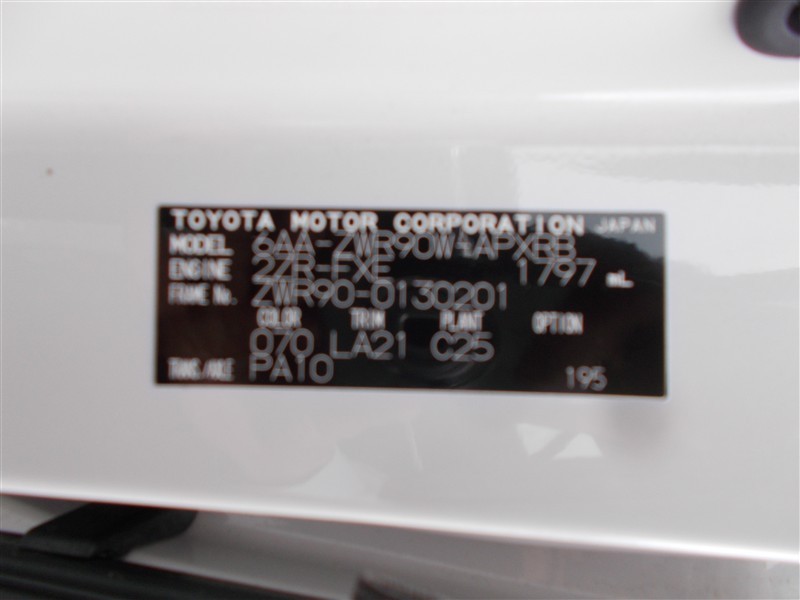 TOYOTA MOTOR CORPORATION JAPAN
MODEL 6AA-ZWR90W-APXBB
ENGINE 2ZR-FXE 1797 mL
FRAME No. ZWR90-0130201
COLOR TRIM PLANT OPTION
070 LA21 C25
TRANS/AXLE PA10 195